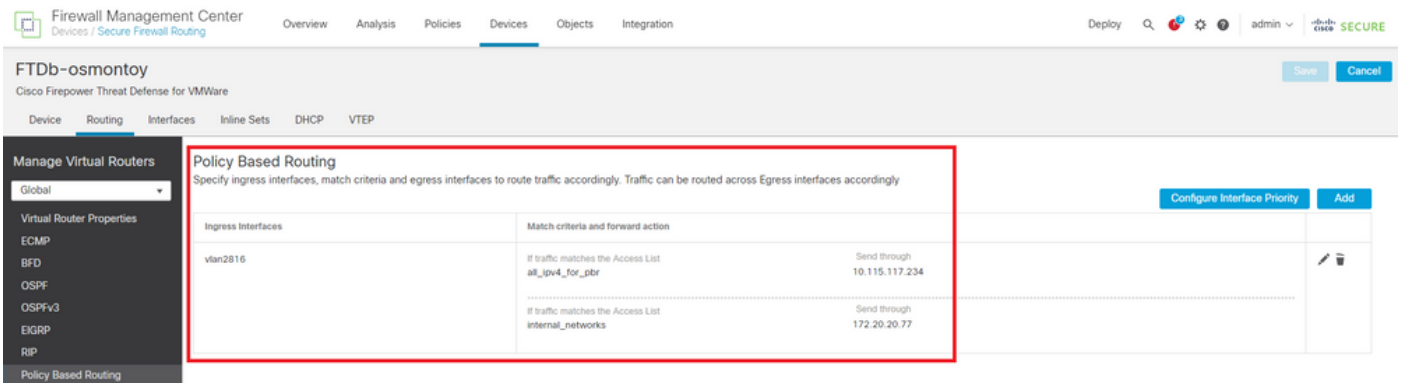 Firewall Management Center
Devices / Secure Firewall Routing
Overview Analysis Policies Devices Objects Integration
Deploy admin cisco SECURE
FTDb-osmontoy
Save Cancel
Cisco Firepower Threat Defense for VMWare
Device Routing Interfaces Inline Sets DHCP VTEP
Manage Virtual Routers
Global
Virtual Router Properties
ECMP
BFD
OSPF
OSPFv3
EIGRP
RIP
Policy Based Routing
Policy Based Routing
Specify ingress interfaces, match criteria and egress interfaces to route traffic accordingly. Traffic can be routed across Egress interfaces accordingly
Configure Interface Priority Add
Ingress Interfaces Match criteria and forward action
vlan2816
If traffic matches the Access List Send through
all_ipv4_for_pbr 10.115.117.234
If traffic matches the Access List Send through
internal_networks 172.20.20.77